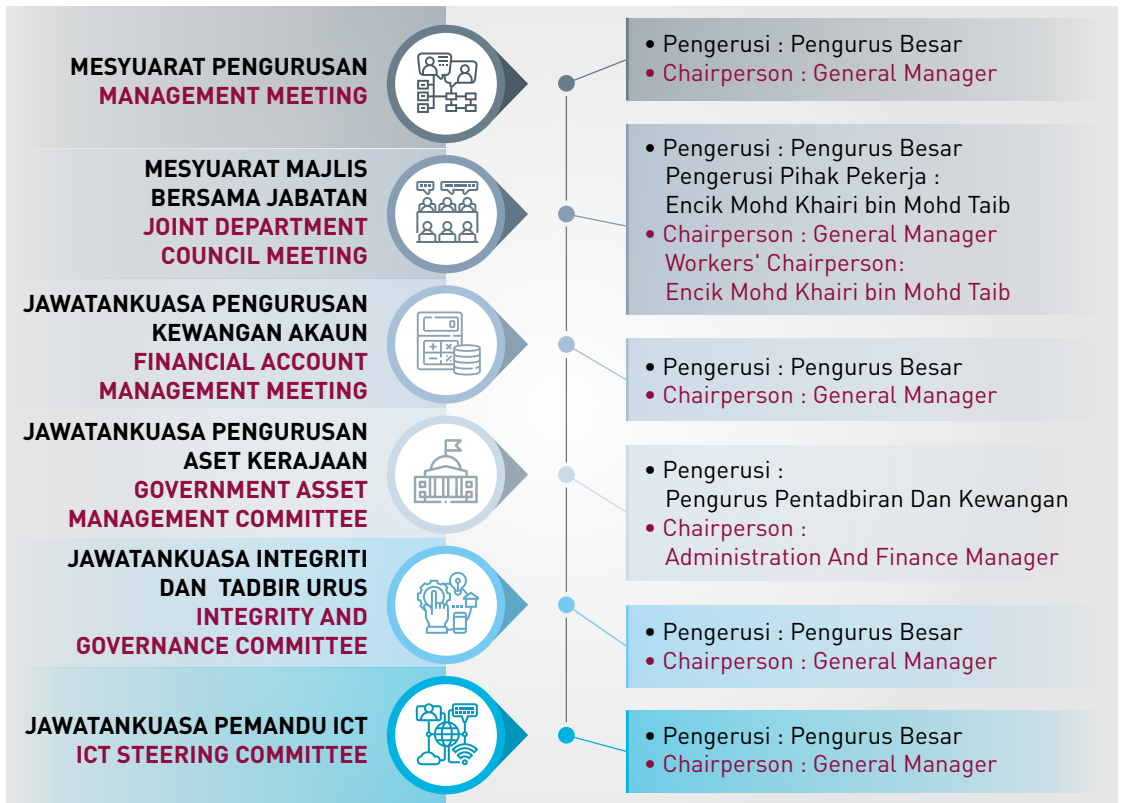 MESYUARAT PENGURUSAN
MANAGEMENT MEETING
• Pengerusi : Pengurus Besar
• Chairperson : General Manager
MESYUARAT MAJLIS
BERSAMA JABATAN
JOINT DEPARTMENT
COUNCIL MEETING
• Pengerusi : Pengurus Besar
Pengerusi Pihak Pekerja :
Encik Mohd Khairi bin Mohd Taib
• Chairperson : General Manager
Workers' Chairperson:
Encik Mohd Khairi bin Mohd Taib
JAWATANKUASA PENGURUSAN
KEWANGAN AKAUN
FINANCIAL ACCOUNT
MANAGEMENT MEETING
• Pengerusi : Pengurus Besar
• Chairperson : General Manager
JAWATANKUASA PENGURUSAN
ASET KERAJAAN
GOVERNMENT ASSET
MANAGEMENT COMMITTEE
• Pengerusi :
Pengurus Pentadbiran Dan Kewangan
• Chairperson :
Administration And Finance Manager
JAWATANKUASA INTEGRITI
DAN TADBIR URUS
INTEGRITY AND
GOVERNANCE COMMITTEE
• Pengerusi : Pengurus Besar
• Chairperson : General Manager
JAWATANKUASA PEMANDU ICT
ICT STEERING COMMITTEE
• Pengerusi : Pengurus Besar
• Chairperson : General Manager